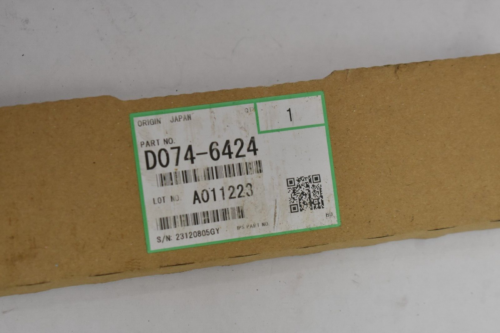 ORIGIN JAPAN
1
PART NO.
D074-6424
LOT NO. A011223
S/N: 23120805GY